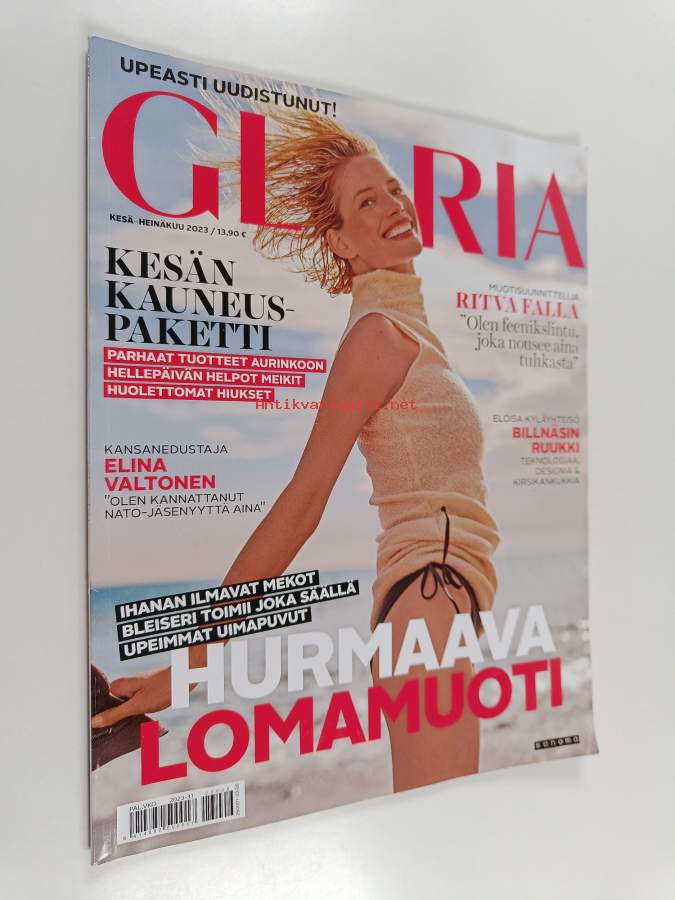 UPEASTI UUDISTUNUT!
GLORIA
KESÄ-HEINÄKUU 2023 / 13,90 €
KESÄN
KAUNEUS-
PAKETTI
PARHAAT TUOTTEET AURINKOON
HELLEPÄIVÄN HELPOT MEIKIT
HUOLETTOMAT HIUKSET
MUOTISUUNNITTELIJA
RITVA FALLA
"Olen feenikslintu,
joka nousee aina
tuhkasta"
Antikvariaatti.net
KANSANEDUSTAJA
ELINA
VALTONEN
"OLEN KANNATTANUT
NATO-JÄSENYYTTÄ AINA"
ELOISA KYLÄYHTEISÖ
BILLNÄSIN
RUUKKI
TEKNOLOGIAA,
DESIGNIA &
KIRSIKANKUKKIA
IHANAN ILMAVAT MEKOT
BLEISERI TOIMII JOKA SÄÄLLÄ
UPEIMMAT UIMAPUVUT
HURMAAVA
LOMAMUOTI
sanoma
PAL.VKO 2023-31